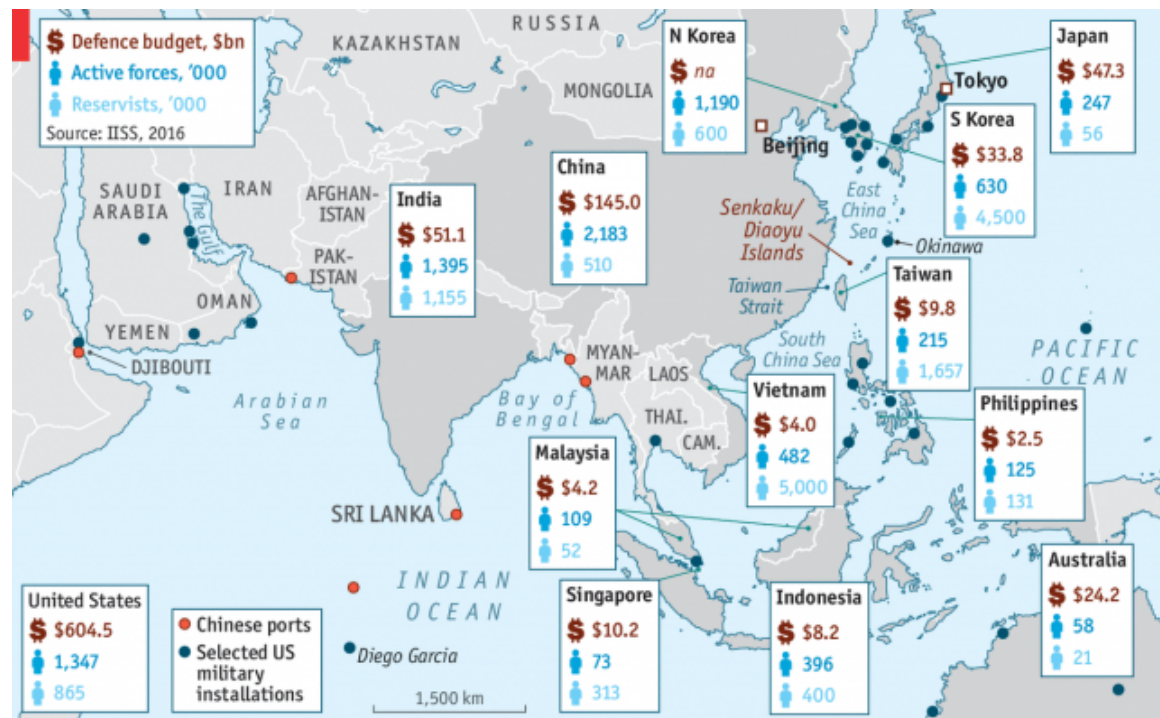 Defence budget, $bn
Active forces, '000
Reservists, '000
Source: IISS, 2016
RUSSIA
KAZAKHSTAN
MONGOLIA
N Korea
$ na
1,190
600
Japan
$47.3
247
56
Tokyo
Beijing
S Korea
$33.8
630
4,500
China
$145.0
2,183
510
India
$51.1
1,395
1,155
SAUDI
ARABIA
The Gulf
IRAN
AFGHAN-
ISTAN
PAK-
ISTAN
OMAN
YEMEN
DJIBOUTI
East
China
Sea
Senkaku/
Diaoyu
Islands
Okinawa
Taiwan
Strait
Taiwan
$9.8
215
1,657
South
China Sea
PACIFIC
OCEAN
MYAN-
MAR
LAOS
THAI.
CAM.
Arabian
Sea
Bay of
Bengal
Vietnam
$4.0
482
5,000
Philippines
$2.5
125
131
Malaysia
$4.2
109
52
SRI LANKA
INDIAN
OCEAN
Diego Garcia
Singapore
$10.2
73
313
Indonesia
$8.2
396
400
Australia
$24.2
58
21
United States
$604.5
1,347
865
Chinese ports
Selected US
military
installations
1,500 km